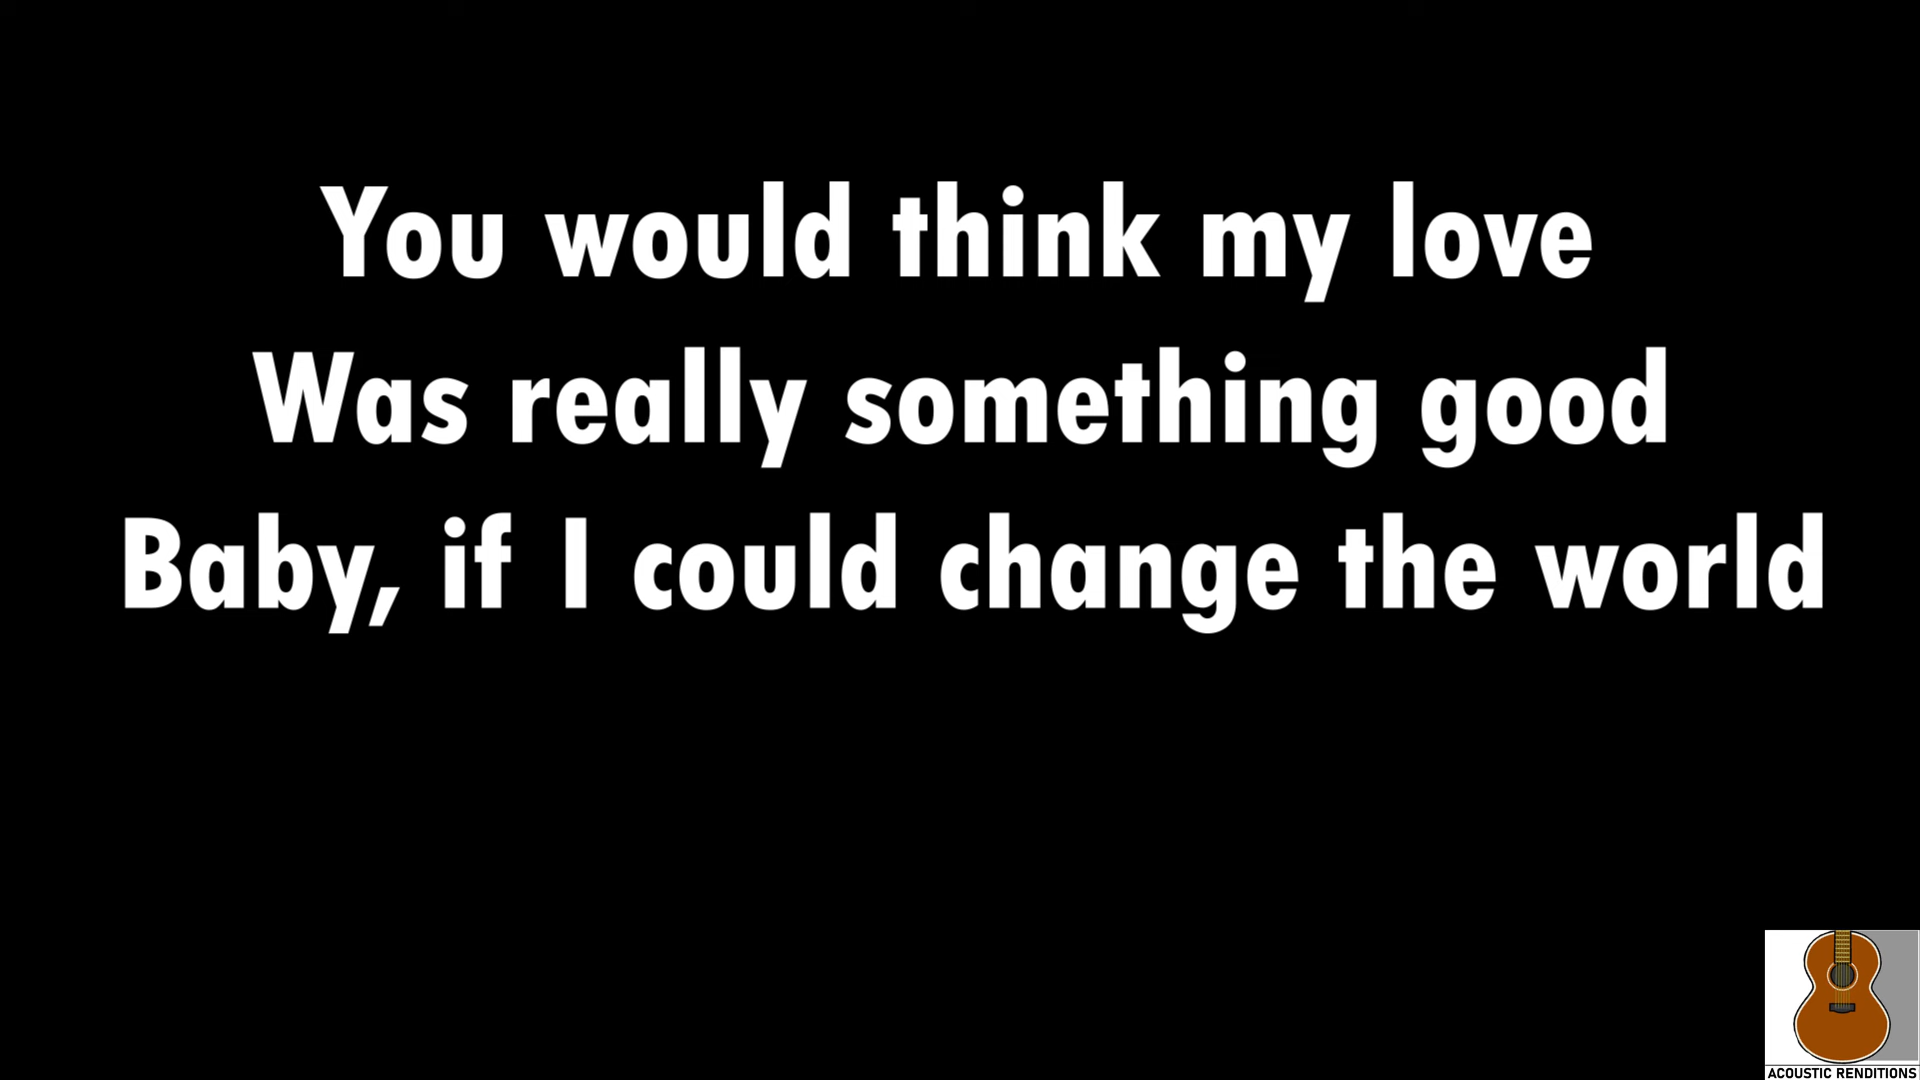 You would think my love
Was really something good
Baby, if I could change the world
ACOUSTIC RENDITIONS